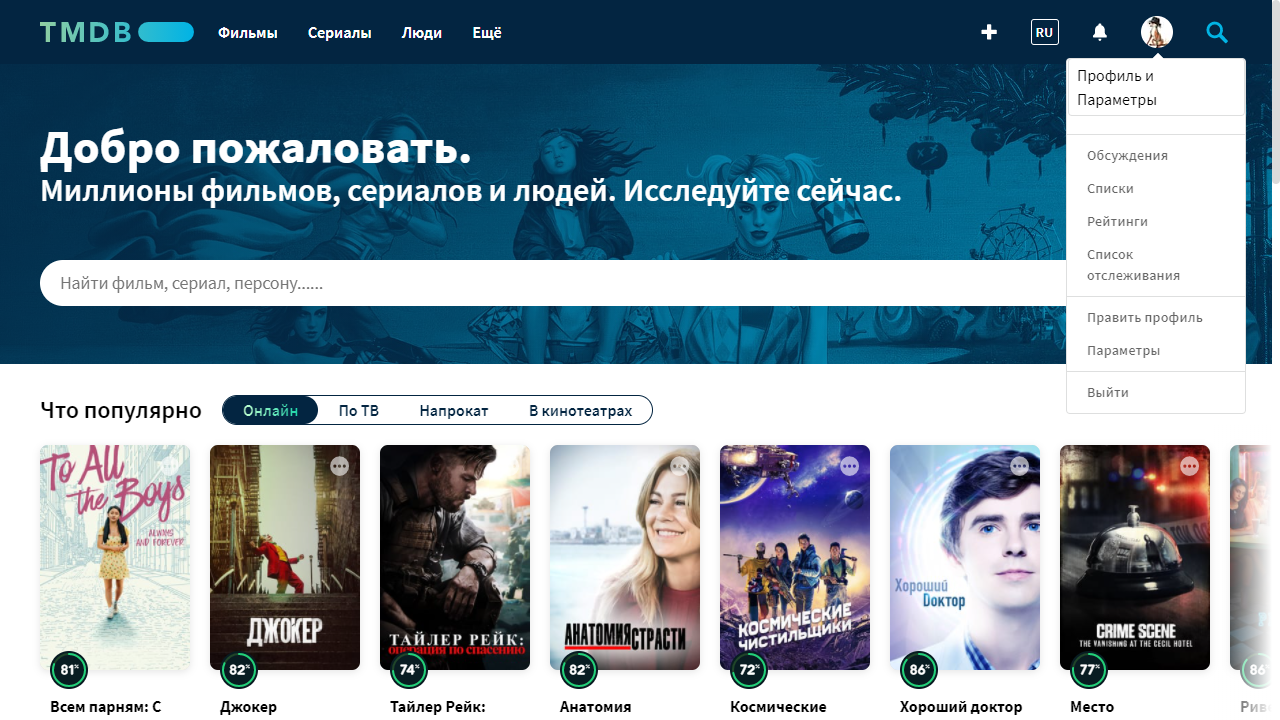 TMDB
Фильмы
Сериалы
Люди
Ещё
RU
Профиль и
Параметры
Обсуждения
Списки
Рейтинги
Список
отслеживания
Править профиль
Параметры
Выйти
Добро пожаловать.
Миллионы фильмов, сериалов и людей. Исследуйте сейчас.
Найти фильм, сериал, персону......
Что популярно
Онлайн
По ТВ
Напрокат
В кинотеатрах
To All
the Boys
ALWAYS
AND FOREVER
ДЖОКЕР
ТАЙЛЕР РЕЙК:
операция по спасению
АНАТОМИЯ СТРАСТИ
КОСМИЧЕСКИЕ
ЧИСТИЛЬЩИКИ
Хороший
Доктор
CRIME SCENE
THE VANISHING AT THE CECIL HOTEL
81%
82%
74%
82%
72%
86%
77%
86
Всем парням: С
Джокер
Тайлер Рейк:
Анатомия
Космические
Хороший доктор
Место
Рив